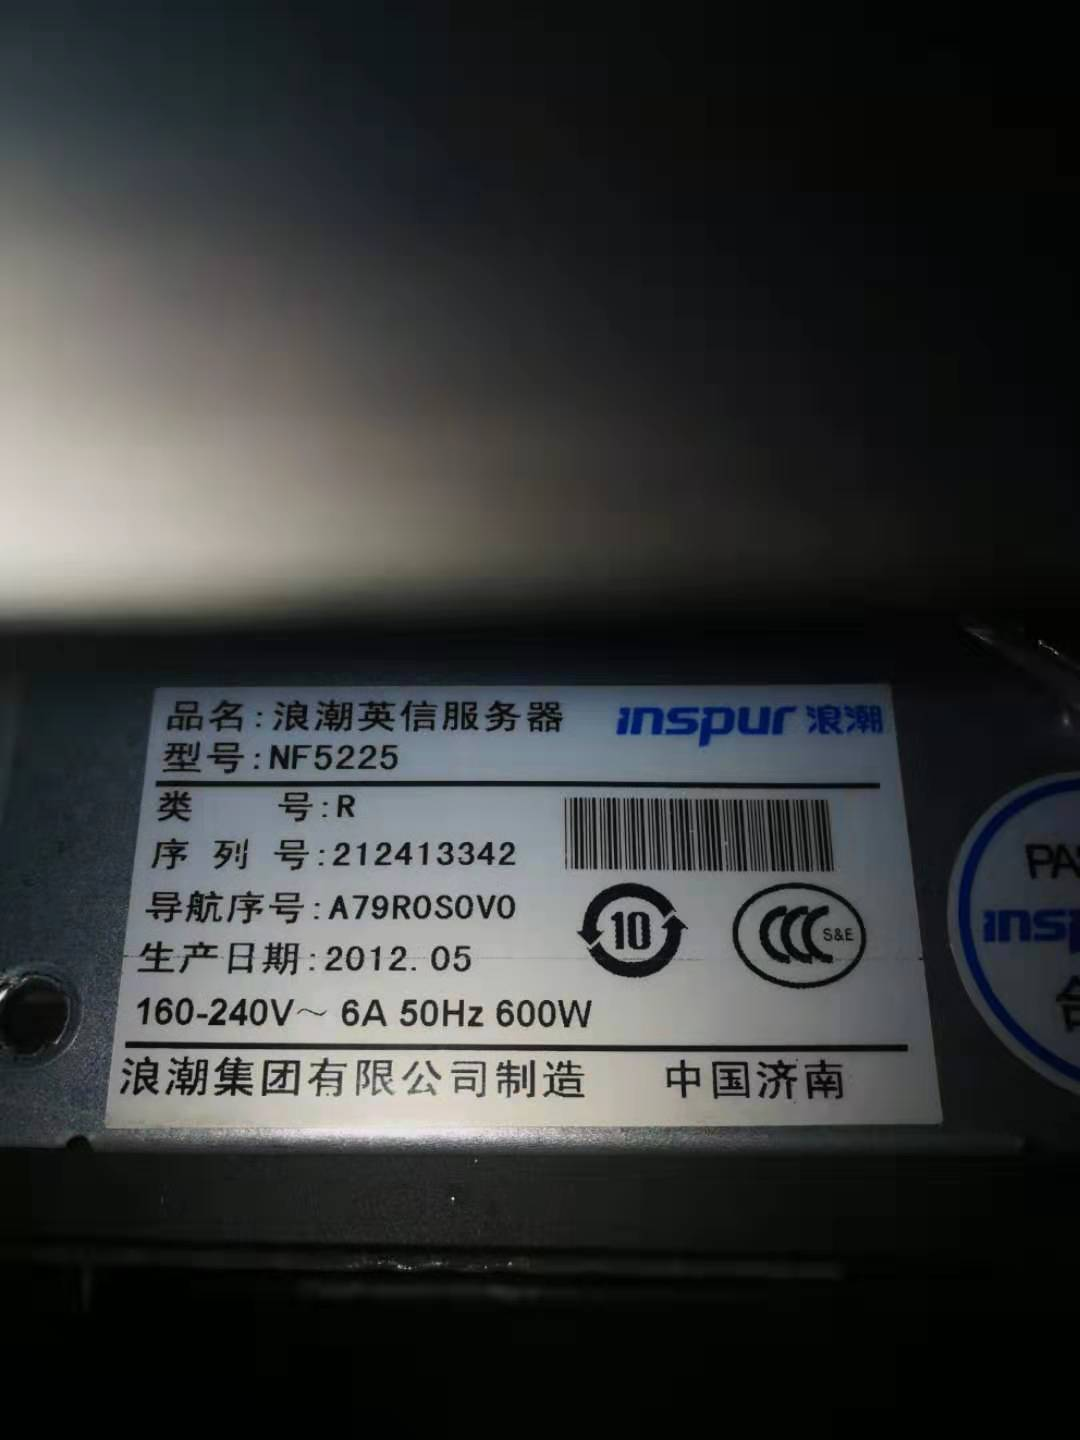 品名:浪潮英信服务器 inspur 浪潮
型号:NF5225
类 号:R
序 列 号:212413342
导航序号:A79R0S0V0
生产日期:2012.05
160-240V～ 6A 50Hz 600W
浪潮集团有限公司制造 中国济南
10
S&E
PA
insp